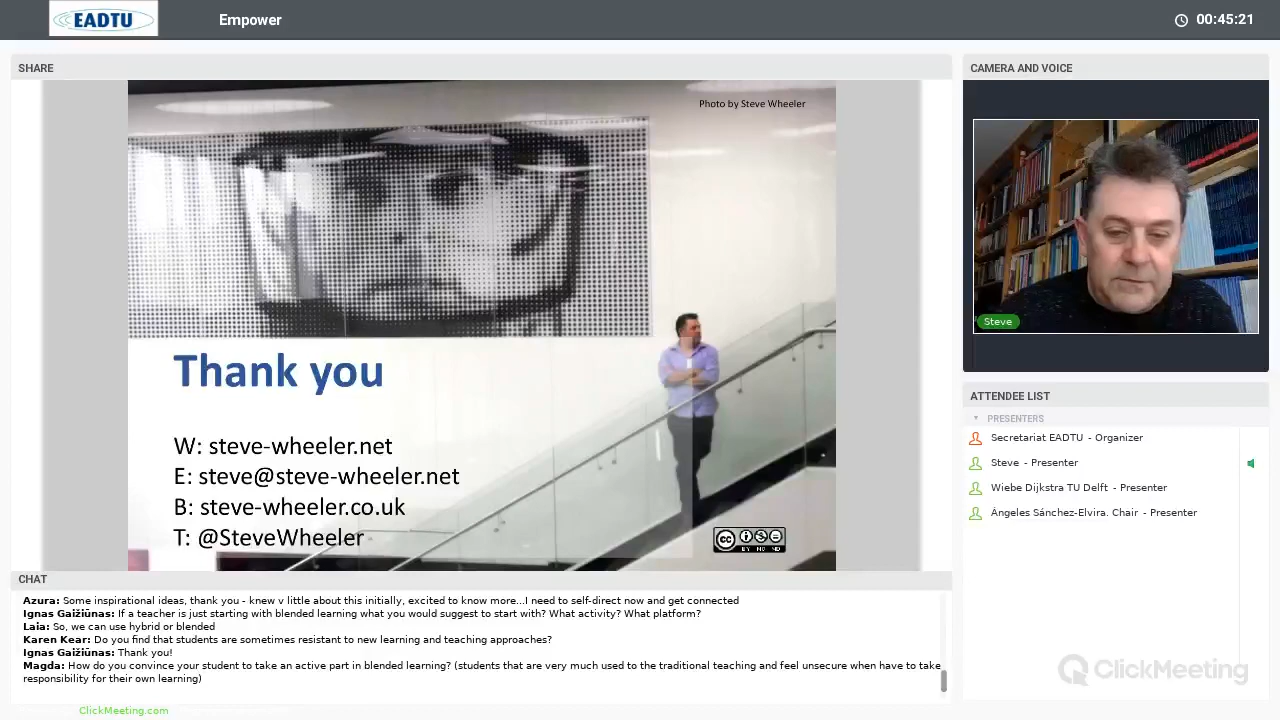 EADTU
Empower
00:45:21
SHARE
CAMERA AND VOICE
Photo by Steve Wheeler
Thank you
W: steve-wheeler.net
E: steve@steve-wheeler.net
B: steve-wheeler.co.uk
T: @SteveWheeler
cc BY NC ND
Steve
ATTENDEE LIST
PRESENTERS
Secretariat EADTU - Organizer
Steve - Presenter
Wiebe Dijkstra TU Delft - Presenter
Ángeles Sánchez-Elvira. Chair - Presenter
CHAT
Azura: Some inspirational ideas, thank you - knew v little about this initially, excited to know more...I need to self-direct now and get connected
Ignas Gaižiūnas: If a teacher is just starting with blended learning what you would suggest to start with? What activity? What platform?
Laia: So, we can use hybrid or blended
Karen Kear: Do you find that students are sometimes resistant to new learning and teaching approaches?
Ignas Gaižiūnas: Thank you!
Magda: How do you convince your student to take an active part in blended learning? (students that are very much used to the traditional teaching and feel unsecure when have to take
responsibility for their own learning)
ClickMeeting
ClickMeeting.com